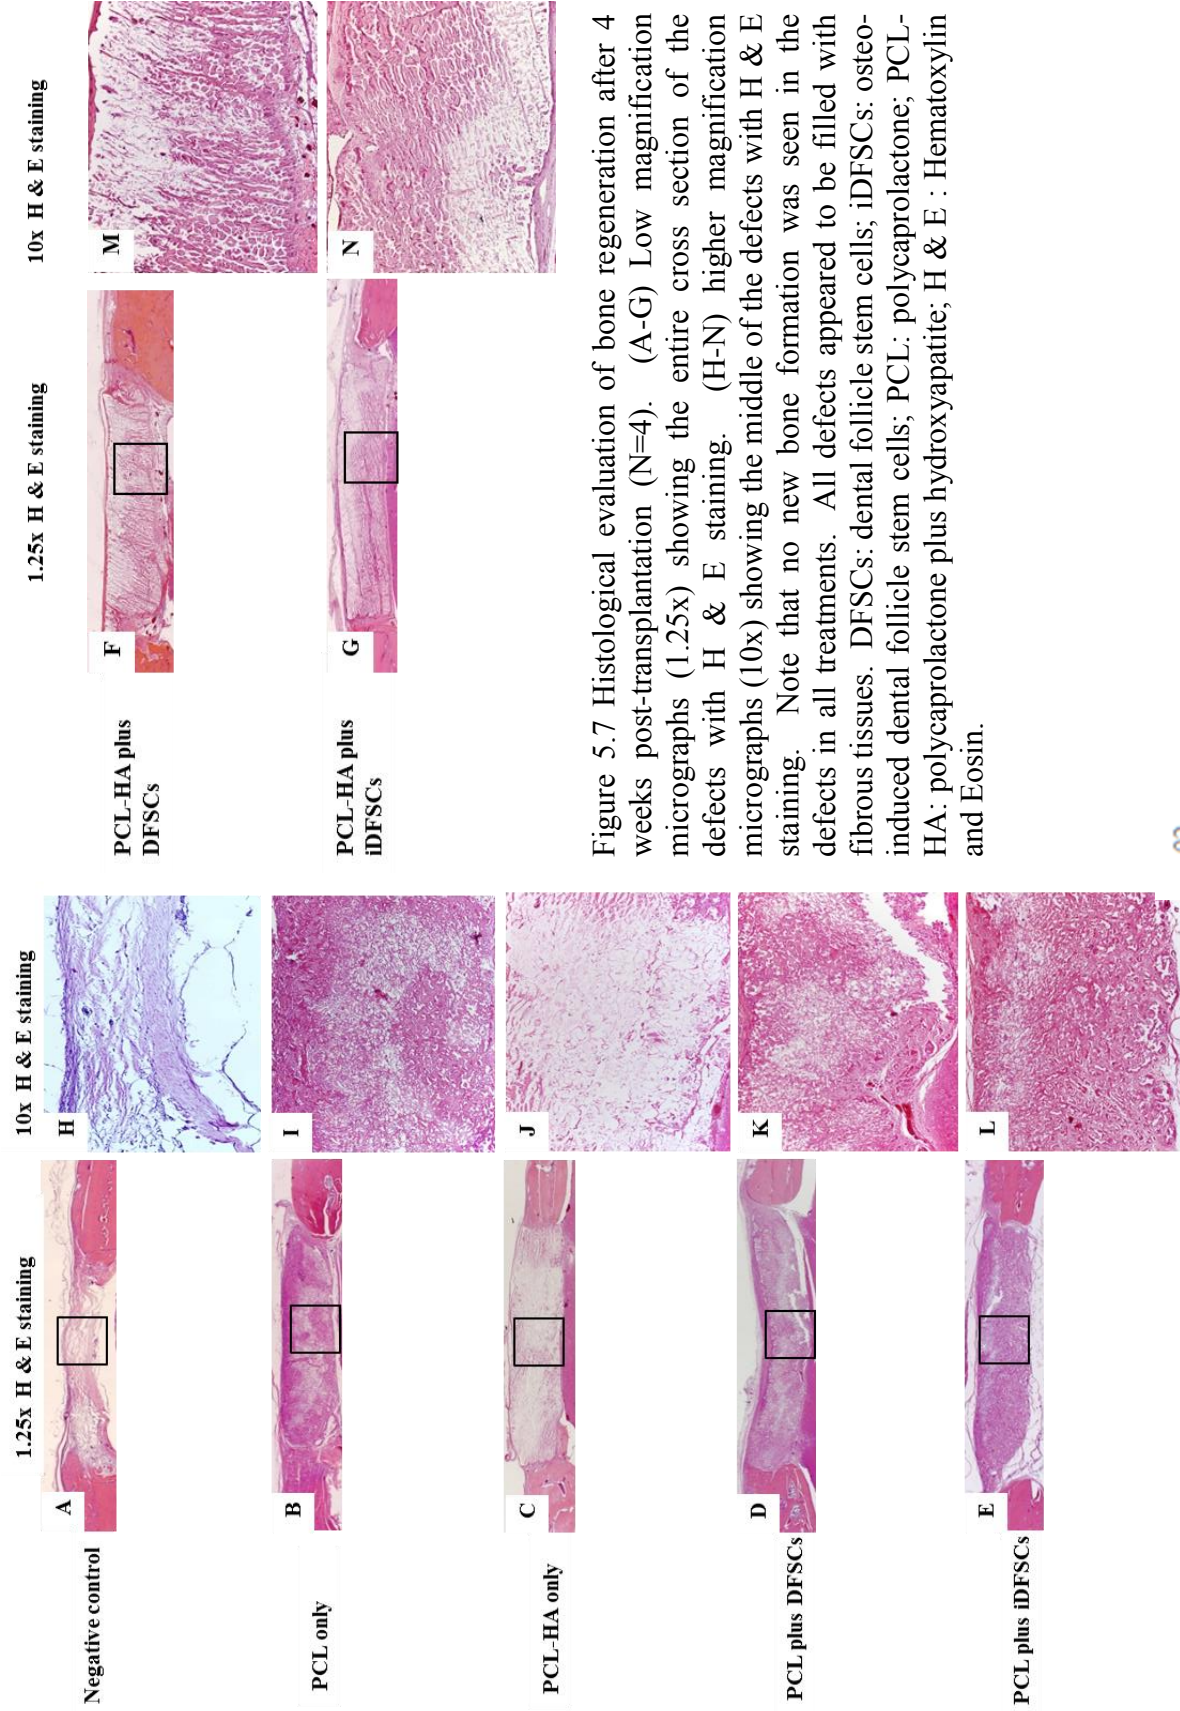 1.25x H & E staining
10x H & E staining
Negative control
A
H
PCL only
B
I
PCL-HA only
C
J
PCL plus DFSCs
D
K
PCL plus iDFSCs
E
L
1.25x H & E staining
10x H & E staining
PCL-HA plus
DFSCs
F
M
PCL-HA plus
iDFSCs
G
N
Figure 5.7 Histological evaluation of bone regeneration after 4
weeks post-transplantation (N=4). (A-G) Low magnification
micrographs (1.25x) showing the entire cross section of the
defects with H & E staining. (H-N) higher magnification
micrographs (10x) showing the middle of the defects with H & E
staining. Note that no new bone formation was seen in the
defects in all treatments. All defects appeared to be filled with
fibrous tissues. DFSCs: dental follicle stem cells; iDFSCs: osteo-
induced dental follicle stem cells; PCL: polycaprolactone; PCL-
HA: polycaprolactone plus hydroxyapatite; H & E : Hematoxylin
and Eosin.